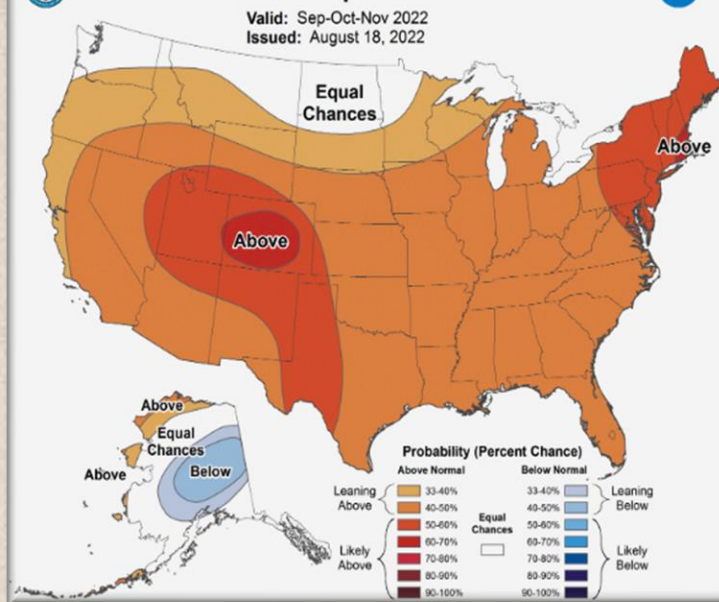 Valid: Sep-Oct-Nov 2022
Issued: August 18, 2022
Equal
Chances
Above
Above
Above
Equal
Chances
Above
Below
Probability (Percent Chance)
Above Normal
Below Normal
Leaning
Above
33-40%
40-50%
Likely
Above
50-60%
60-70%
70-80%
80-90%
90-100%
Equal
Chances
33-40%
40-50%
Leaning
Below
50-60%
60-70%
70-80%
80-90%
90-100%
Likely
Below